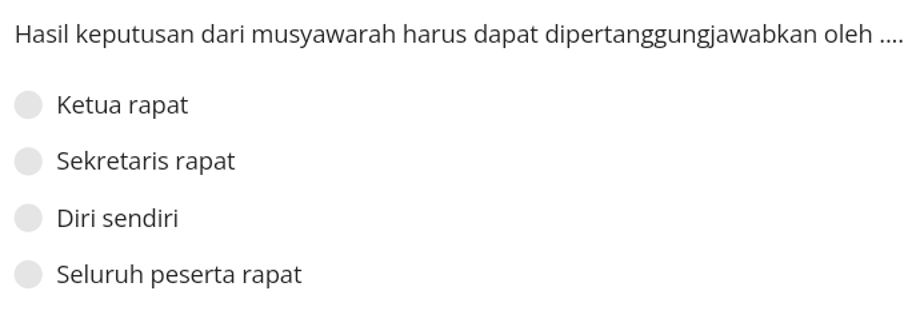 Hasil keputusan dari musyawarah harus dapat dipertanggungjawabkan oleh ....
Ketua rapat
Sekretaris rapat
Diri sendiri
Seluruh peserta rapat